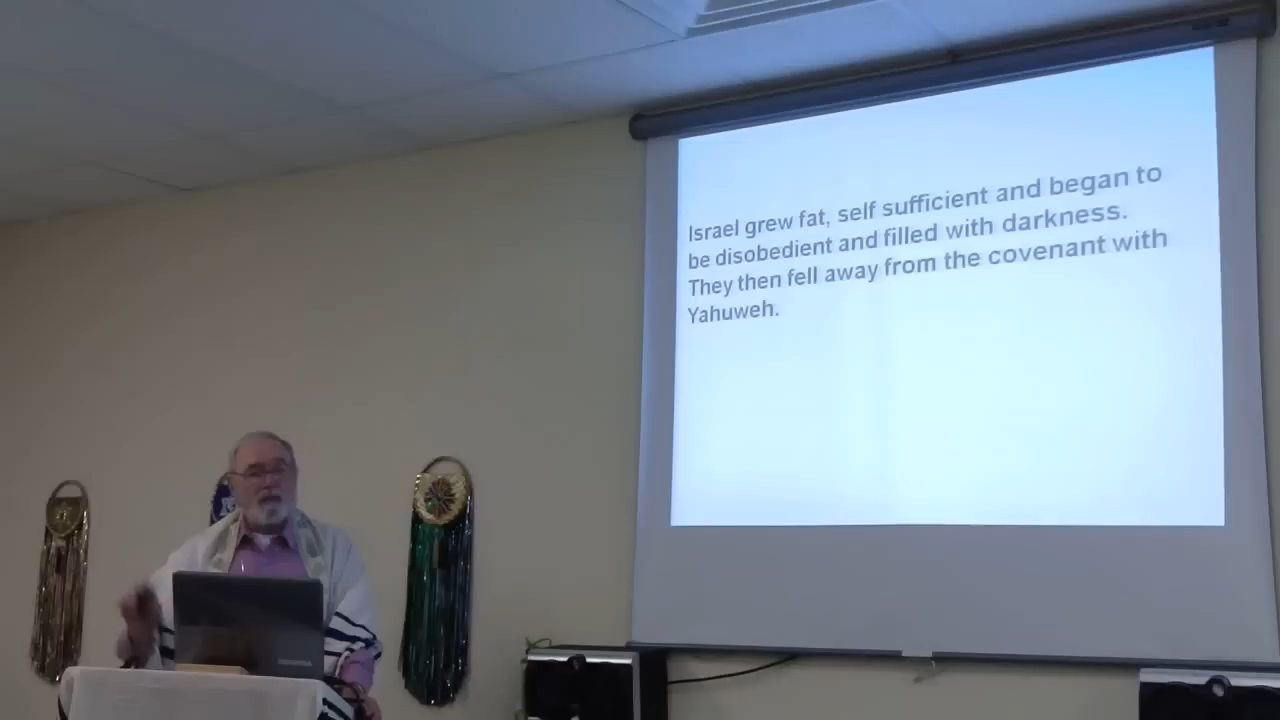 Israel grew fat, self sufficient and began to
be disobedient and filled with darkness.
They then fell away from the covenant with
Yahuweh.
TOSHIBA